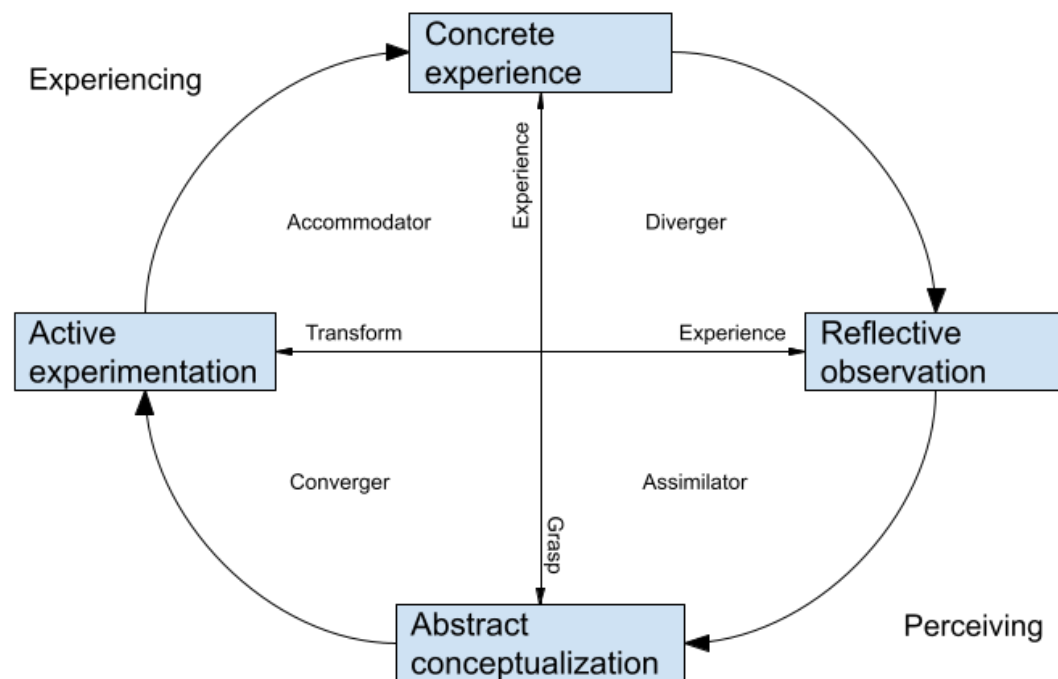 Concrete
experience
Experiencing
Experience
Accommodator
Diverger
Active
experimentation
Transform
Experience
Reflective
observation
Converger
Assimilator
Grasp
Abstract
conceptualization
Perceiving